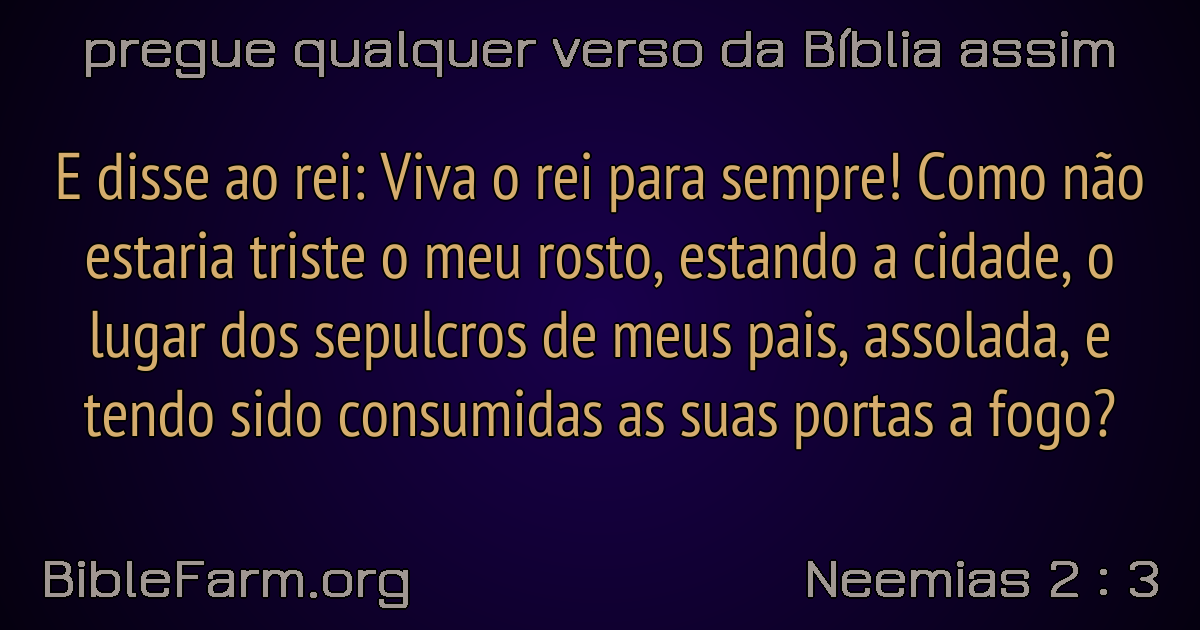 pregue qualquer verso da Bíblia assim
E disse ao rei: Viva o rei para sempre! Como não
estaria triste o meu rosto, estando a cidade, o
lugar dos sepulcros de meus pais, assolada, e
tendo sido consumidas as suas portas a fogo?
BibleFarm.org
Neemias 2 : 3